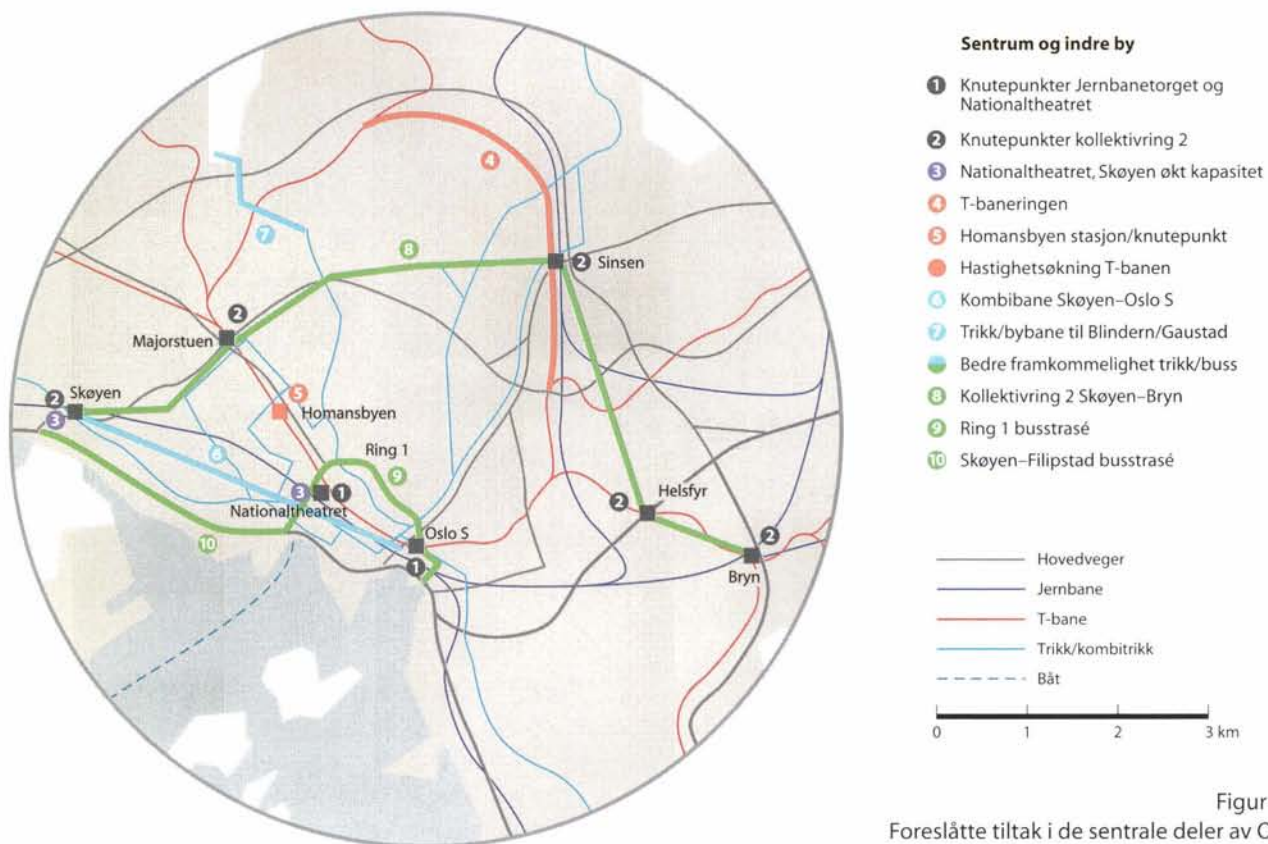 Sentrum og indre by
1 Knutepunkter Jernbanetorget og
Nationaltheatret
2 Knutepunkter kollektivring 2
3 Nationaltheatret, Skøyen økt kapasitet
4 T-baneringen
5 Homansbyen stasjon/knutepunkt
Hastighetsøkning T-banen
6 Kombibane Skøyen–Oslo S
7 Trikk/bybane til Blindern/Gaustad
Bedre framkommelighet trikk/buss
8 Kollektivring 2 Skøyen–Bryn
9 Ring 1 busstrasé
10 Skøyen–Filipstad busstrasé
Hovedveger
Jernbane
T-bane
Trikk/kombitrikk
Båt
0 1 2 3 km
4
7
8
2 Sinsen
2
Majorstuen
Skøyen
2
3
5
Homansbyen
6
Ring 1
9
3 1
Nationaltheatret
Oslo S
1
10
Helsfyr
2
2
Bryn
Figur
Foreslåtte tiltak i de sentrale deler av